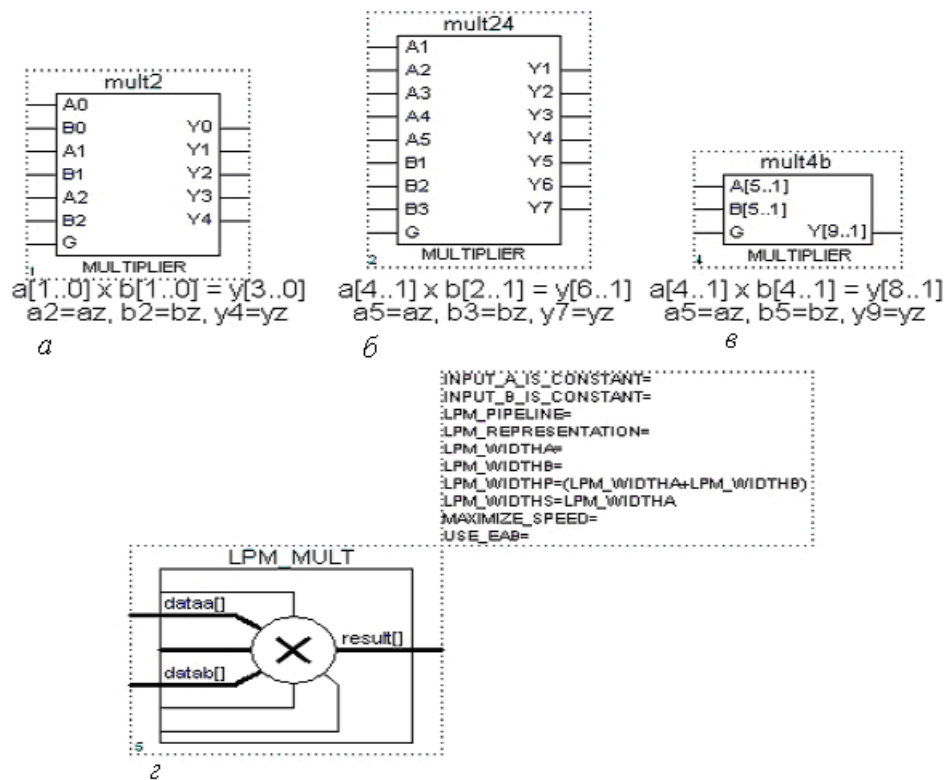 mult2
A0
B0
A1
B1
A2
B2
G
Y0
Y1
Y2
Y3
Y4
1
MULTIPLIER
a[1..0] x b[1..0] = y[3..0]
a2=az, b2=bz, y4=yz
а
mult24
A1
A2
A3
A4
A5
B1
B2
B3
G
Y1
Y2
Y3
Y4
Y5
Y6
Y7
2
MULTIPLIER
a[4..1] x b[2..1] = y[6..1]
a5=az, b3=bz, y7=yz
б
mult4b
A[5..1]
B[5..1]
G
Y[9..1]
4
MULTIPLIER
a[4..1] x b[4..1] = y[8..1]
a5=az, b5=bz, y9=yz
в
INPUT_A_IS_CONSTANT=
INPUT_B_IS_CONSTANT=
LPM_PIPELINE=
LPM_REPRESENTATION=
LPM_WIDTHA=
LPM_WIDTHB=
LPM_WIDTHP=(LPM_WIDTHA+LPM_WIDTHB)
LPM_WIDTHS=LPM_WIDTHA
MAXIMIZE_SPEED=
USE_EAB=
LPM_MULT
dataa[]
datab[]
result[]
5
г